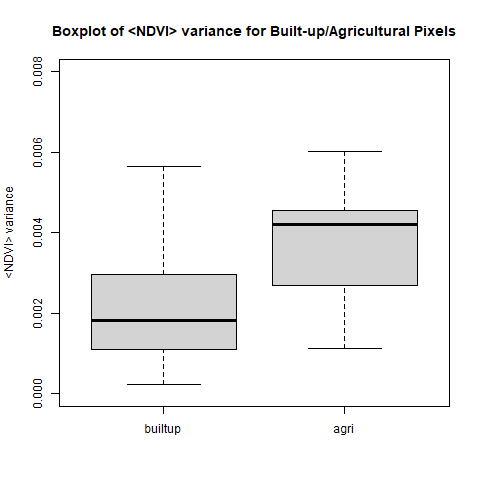 Boxplot of <NDVI> variance for Built-up/Agricultural Pixels
<NDVI> variance
0.008
0.006
0.004
0.002
0.000
builtup agri